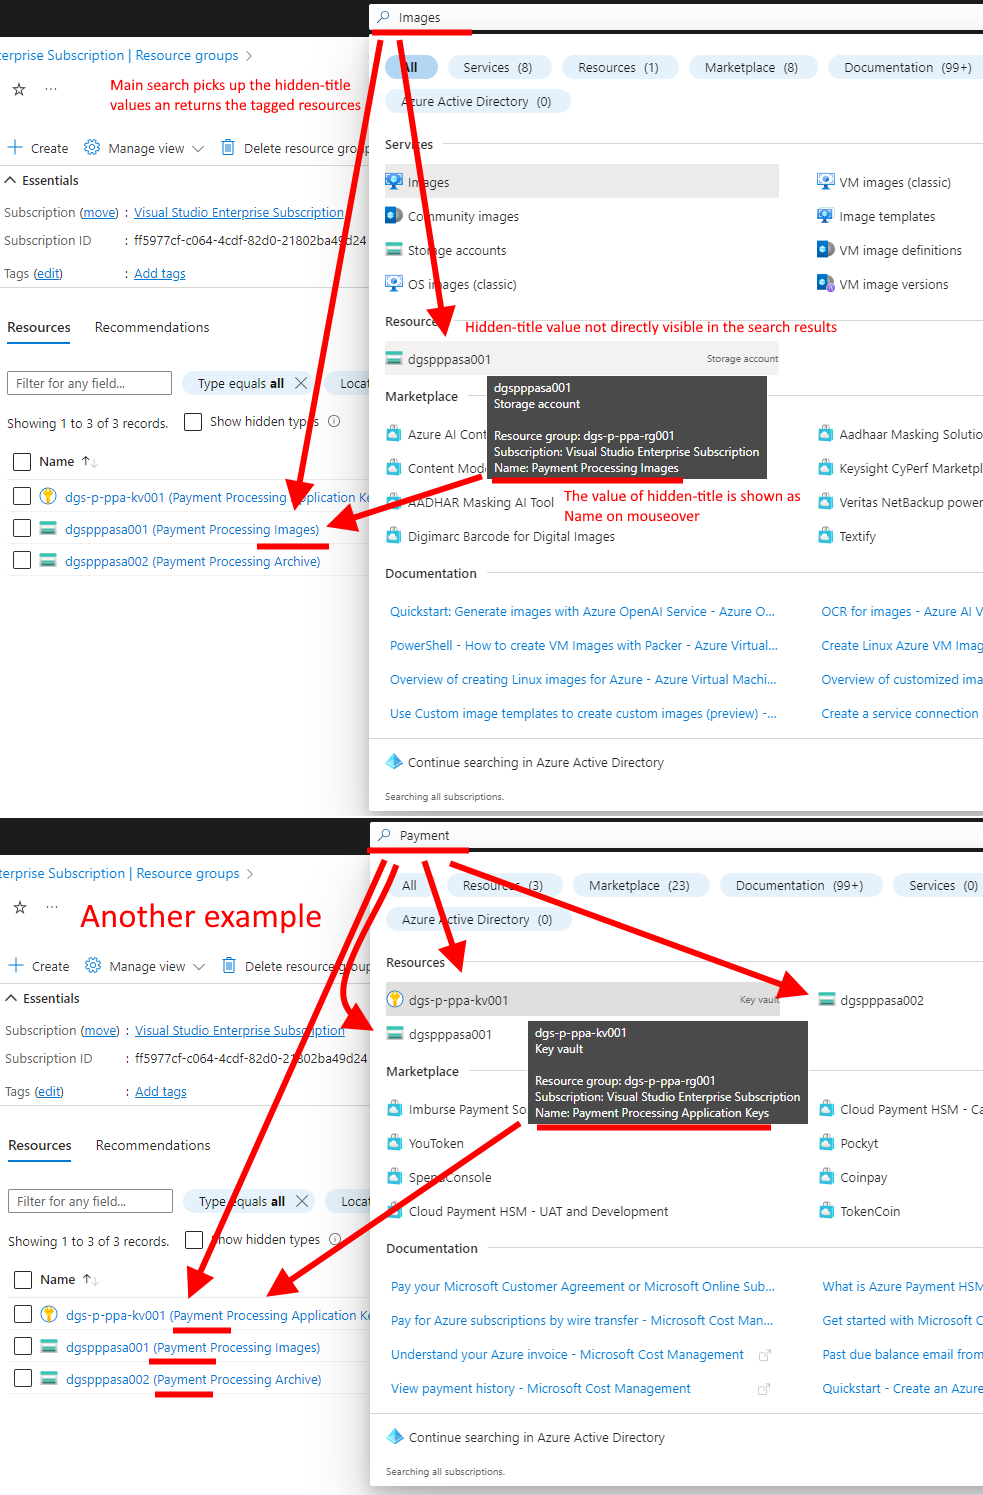 Images
terprise Subscription | Resource groups >
Main search picks up the hidden-title
values an returns the tagged resources
All
Services (8)
Resources (1)
Marketplace (8)
Documentation (99+)
Azure Active Directory (0)
Create
Manage view
Delete resource group
Essentials
Subscription (move) : Visual Studio Enterprise Subscription
Subscription ID : ff5977cf-c064-4cdf-82d0-21802ba49d24
Tags (edit) : Add tags
Resources
Recommendations
Filter for any field...
Type equals all
Locat
Showing 1 to 3 of 3 records.
Show hidden types
Name
dgs-p-ppa-kv001 (Payment Processing Application Ke
dgspppasa001 (Payment Processing Images)
dgspppasa002 (Payment Processing Archive)
Services
Images
VM images (classic)
Community images
Image templates
Storage accounts
VM image definitions
OS images (classic)
VM image versions
Resources
Hidden-title value not directly visible in the search results
dgspppasa001
Storage account
Marketplace
dgspppasa001
Storage account
Resource group: dgs-p-ppa-rg001
Subscription: Visual Studio Enterprise Subscription
Name: Payment Processing Images
Azure AI Cont
Aadhaar Masking Solutio
Content Mode
Keysight CyPerf Marketpl
AADHAR Masking AI Tool
The value of hidden-title is shown as
Name on mouseover
Veritas NetBackup power
Digimarc Barcode for Digital Images
Textify
Documentation
Quickstart: Generate images with Azure OpenAI Service - Azure O...
OCR for images - Azure AI V
PowerShell - How to create VM Images with Packer - Azure Virtual...
Create Linux Azure VM Imag
Overview of creating Linux images for Azure - Azure Virtual Machi...
Overview of customized ima
Use Custom image templates to create custom images (preview) -...
Create a service connection
Continue searching in Azure Active Directory
Searching all subscriptions.
Payment
terprise Subscription | Resource groups >
Another example
All
Resources (3)
Marketplace (23)
Documentation (99+)
Services (0)
Azure Active Directory (0)
Create
Manage view
Delete resource group
Essentials
Subscription (move) : Visual Studio Enterprise Subscription
Subscription ID : ff5977cf-c064-4cdf-82d0-21802ba49d24
Tags (edit) : Add tags
Resources
Recommendations
Filter for any field...
Type equals all
Locat
Showing 1 to 3 of 3 records.
Show hidden types
Name
dgs-p-ppa-kv001 (Payment Processing Application Ke
dgspppasa001 (Payment Processing Images)
dgspppasa002 (Payment Processing Archive)
Resources
dgs-p-ppa-kv001
Key vault
dgspppasa002
dgspppasa001
dgs-p-ppa-kv001
Key vault
Resource group: dgs-p-ppa-rg001
Subscription: Visual Studio Enterprise Subscription
Name: Payment Processing Application Keys
Marketplace
Imburse Payment So
Cloud Payment HSM - Ca
YouToken
Pockyt
SpendConsole
Coinpay
Cloud Payment HSM - UAT and Development
TokenCoin
Documentation
Pay your Microsoft Customer Agreement or Microsoft Online Sub...
What is Azure Payment HSM
Pay for Azure subscriptions by wire transfer - Microsoft Cost Man...
Get started with Microsoft C
Understand your Azure invoice - Microsoft Cost Management
Past due balance email from
View payment history - Microsoft Cost Management
Quickstart - Create an Azure
Continue searching in Azure Active Directory
Searching all subscriptions.